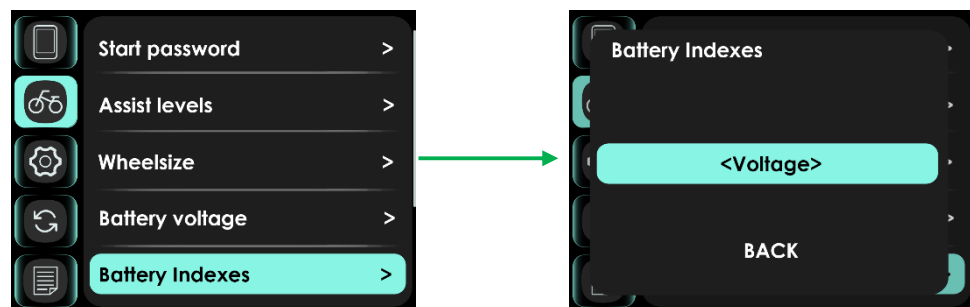 Start password >
Assist levels >
Wheelsize >
Battery voltage >
Battery Indexes >
Battery Indexes
<Voltage>
BACK